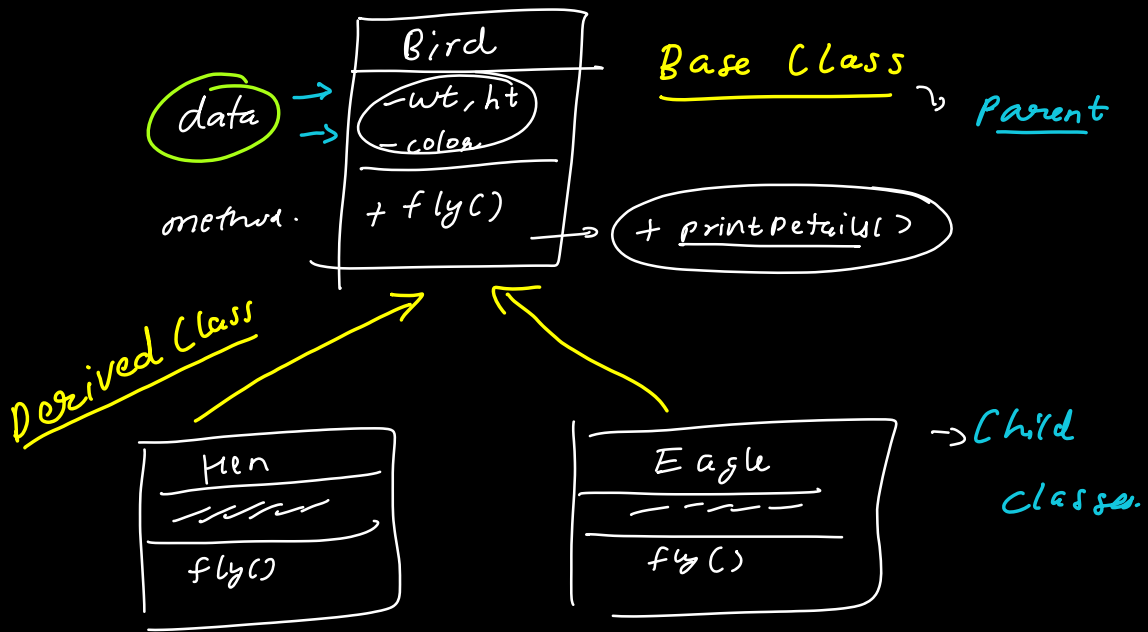 Bird
Base Class
Parent
data
-wt, ht
- color
method.
+ fly()
+ printDetails()
Derived Class
Hen
fly()
Eagle
fly()
Child
Classes.